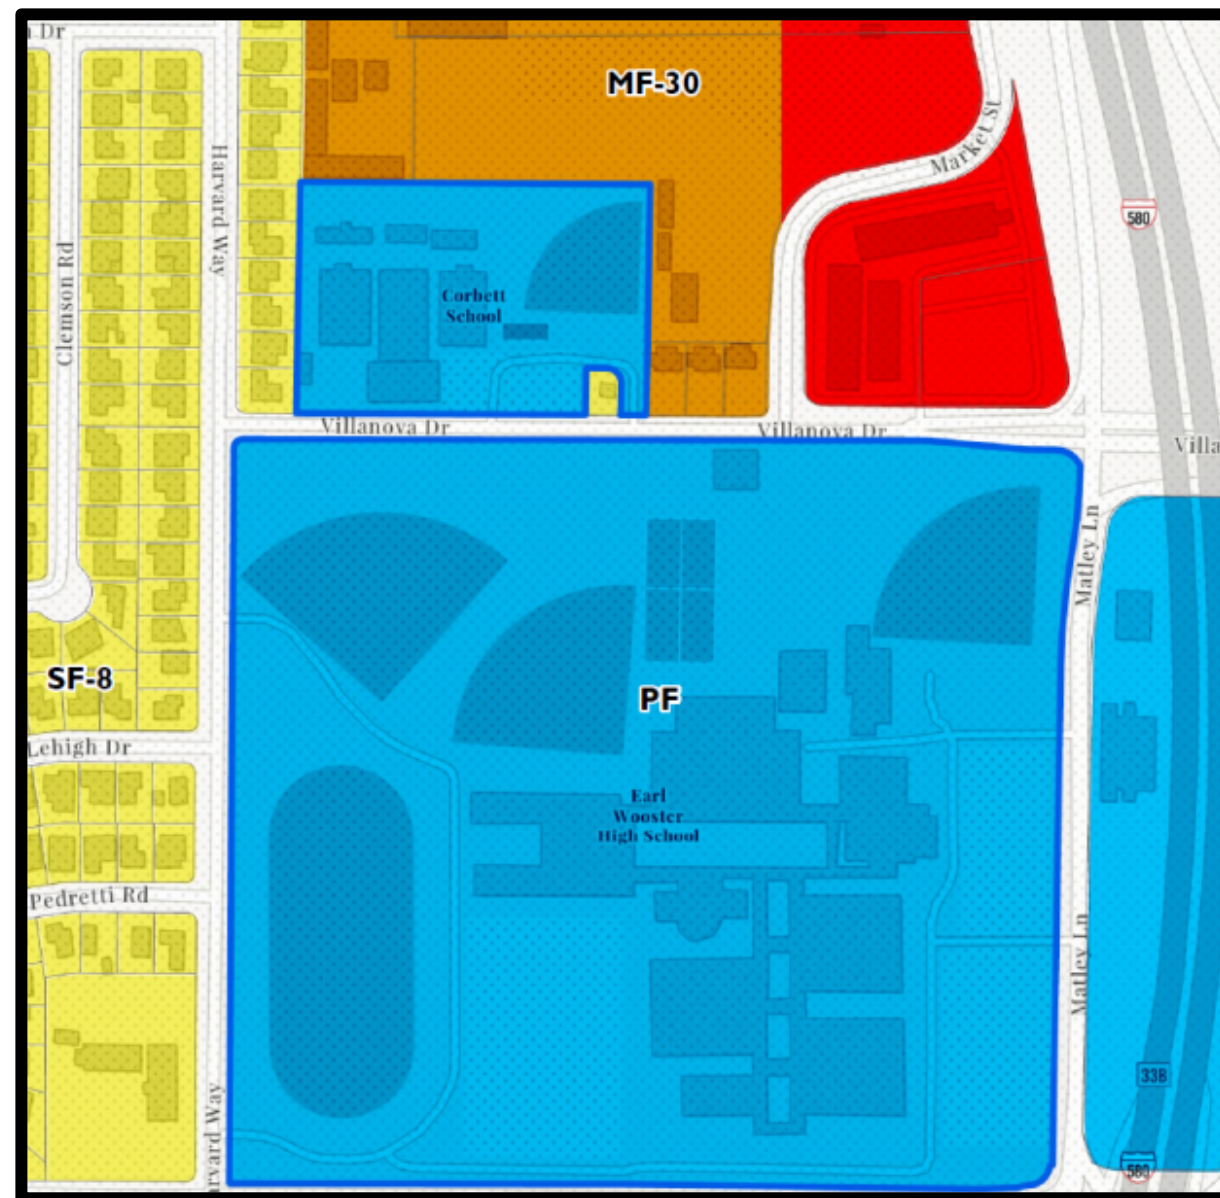 Dr
MF-30
Market St
Harvard Way
580
Clemson Rd
Corbett
School
Villanova Dr
Villanova Dr
Villa
Matley Ln
SF-8
PF
Lehigh Dr
Earl
Wooster
High School
Pedretti Rd
Matley Ln
33B
arvard Way
580